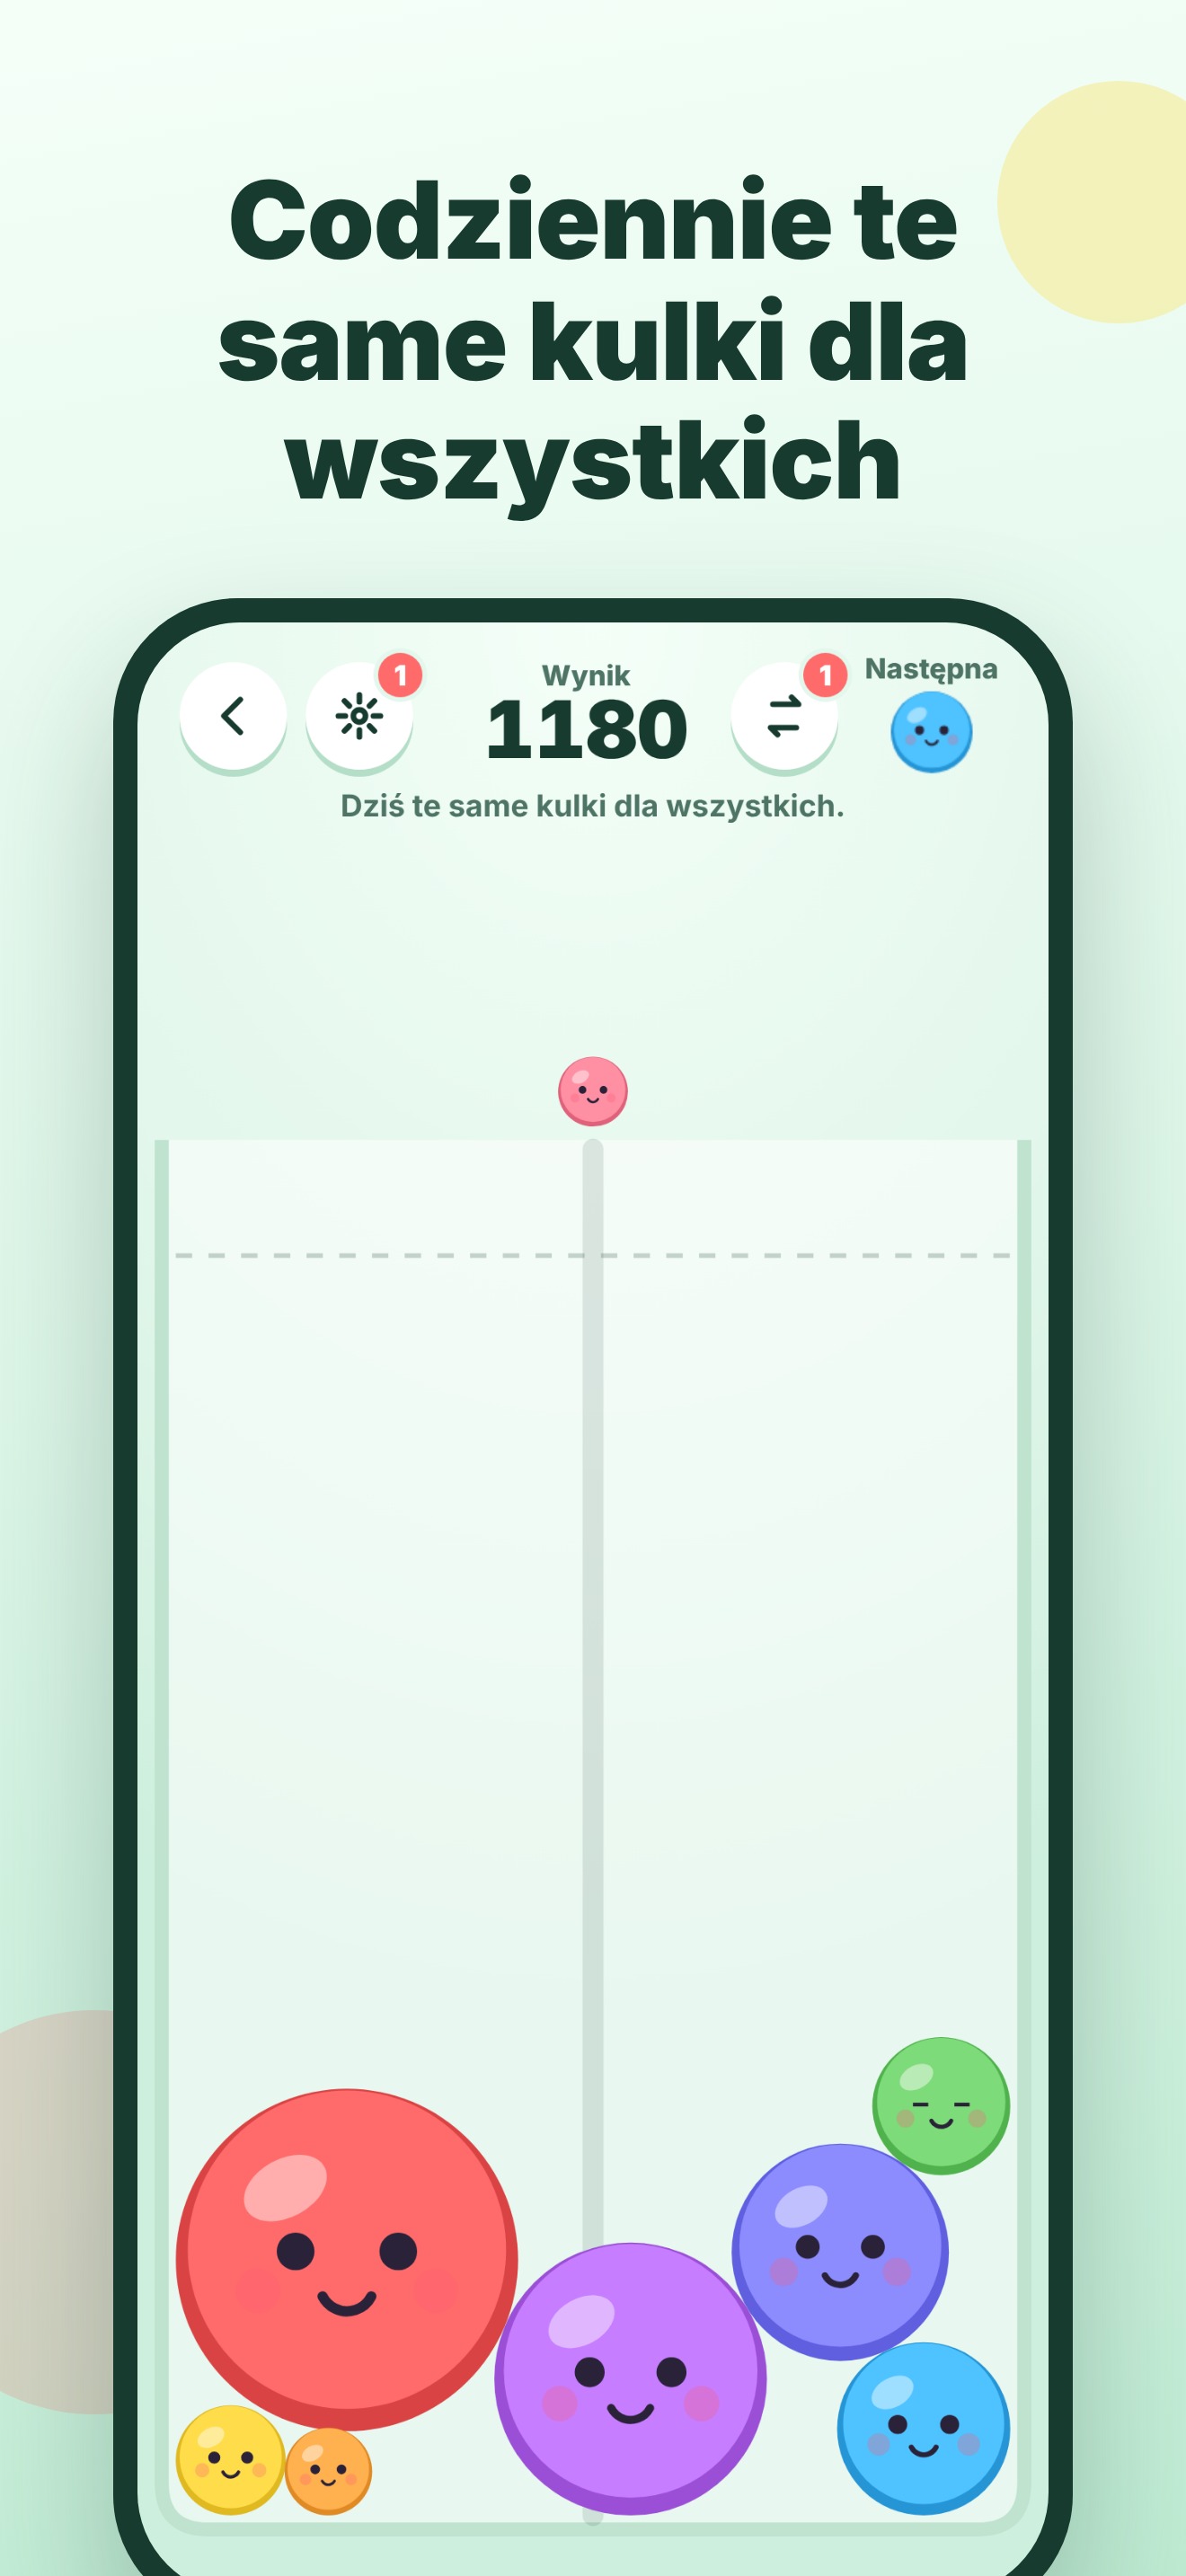 Codziennie te
same kulki dla
wszystkich
1
Wynik
1180
1
Następna
Dziś te same kulki dla wszystkich.